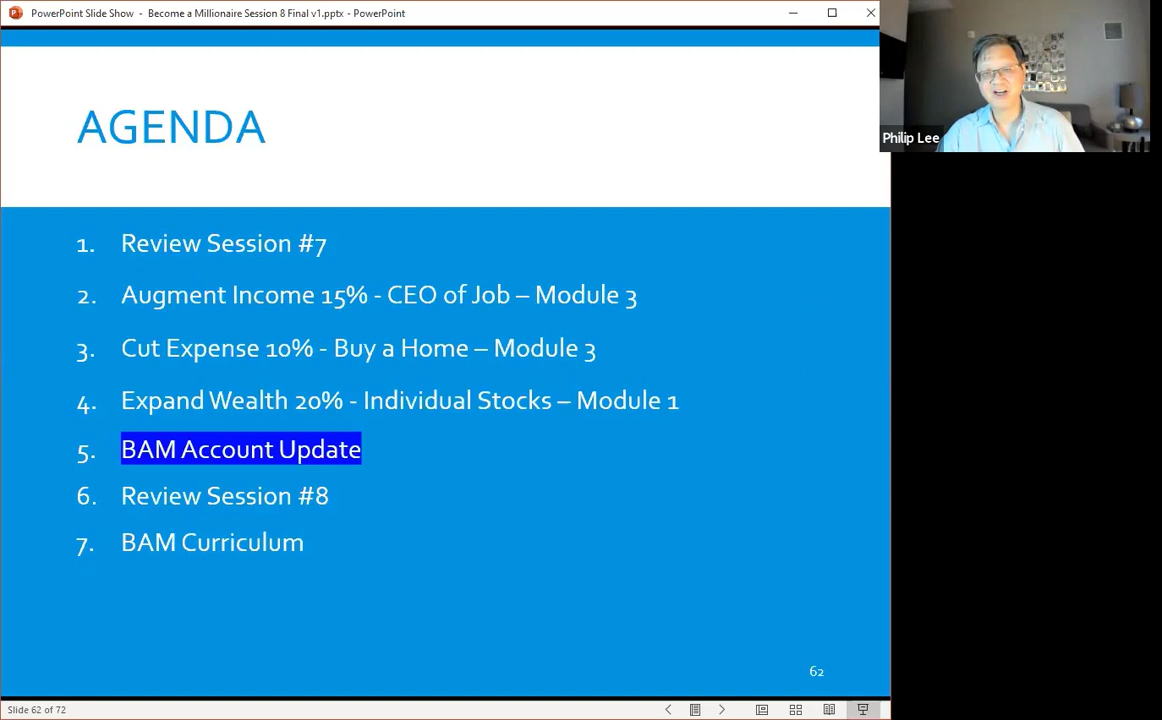 PowerPoint Slide Show - Become a Millionaire Session 8 Final v1.pptx - PowerPoint
Philip Lee
AGENDA
1. Review Session #7
2. Augment Income 15% - CEO of Job – Module 3
3. Cut Expense 10% - Buy a Home – Module 3
4. Expand Wealth 20% - Individual Stocks – Module 1
5. BAM Account Update
6. Review Session #8
7. BAM Curriculum
62
Slide 62 of 72